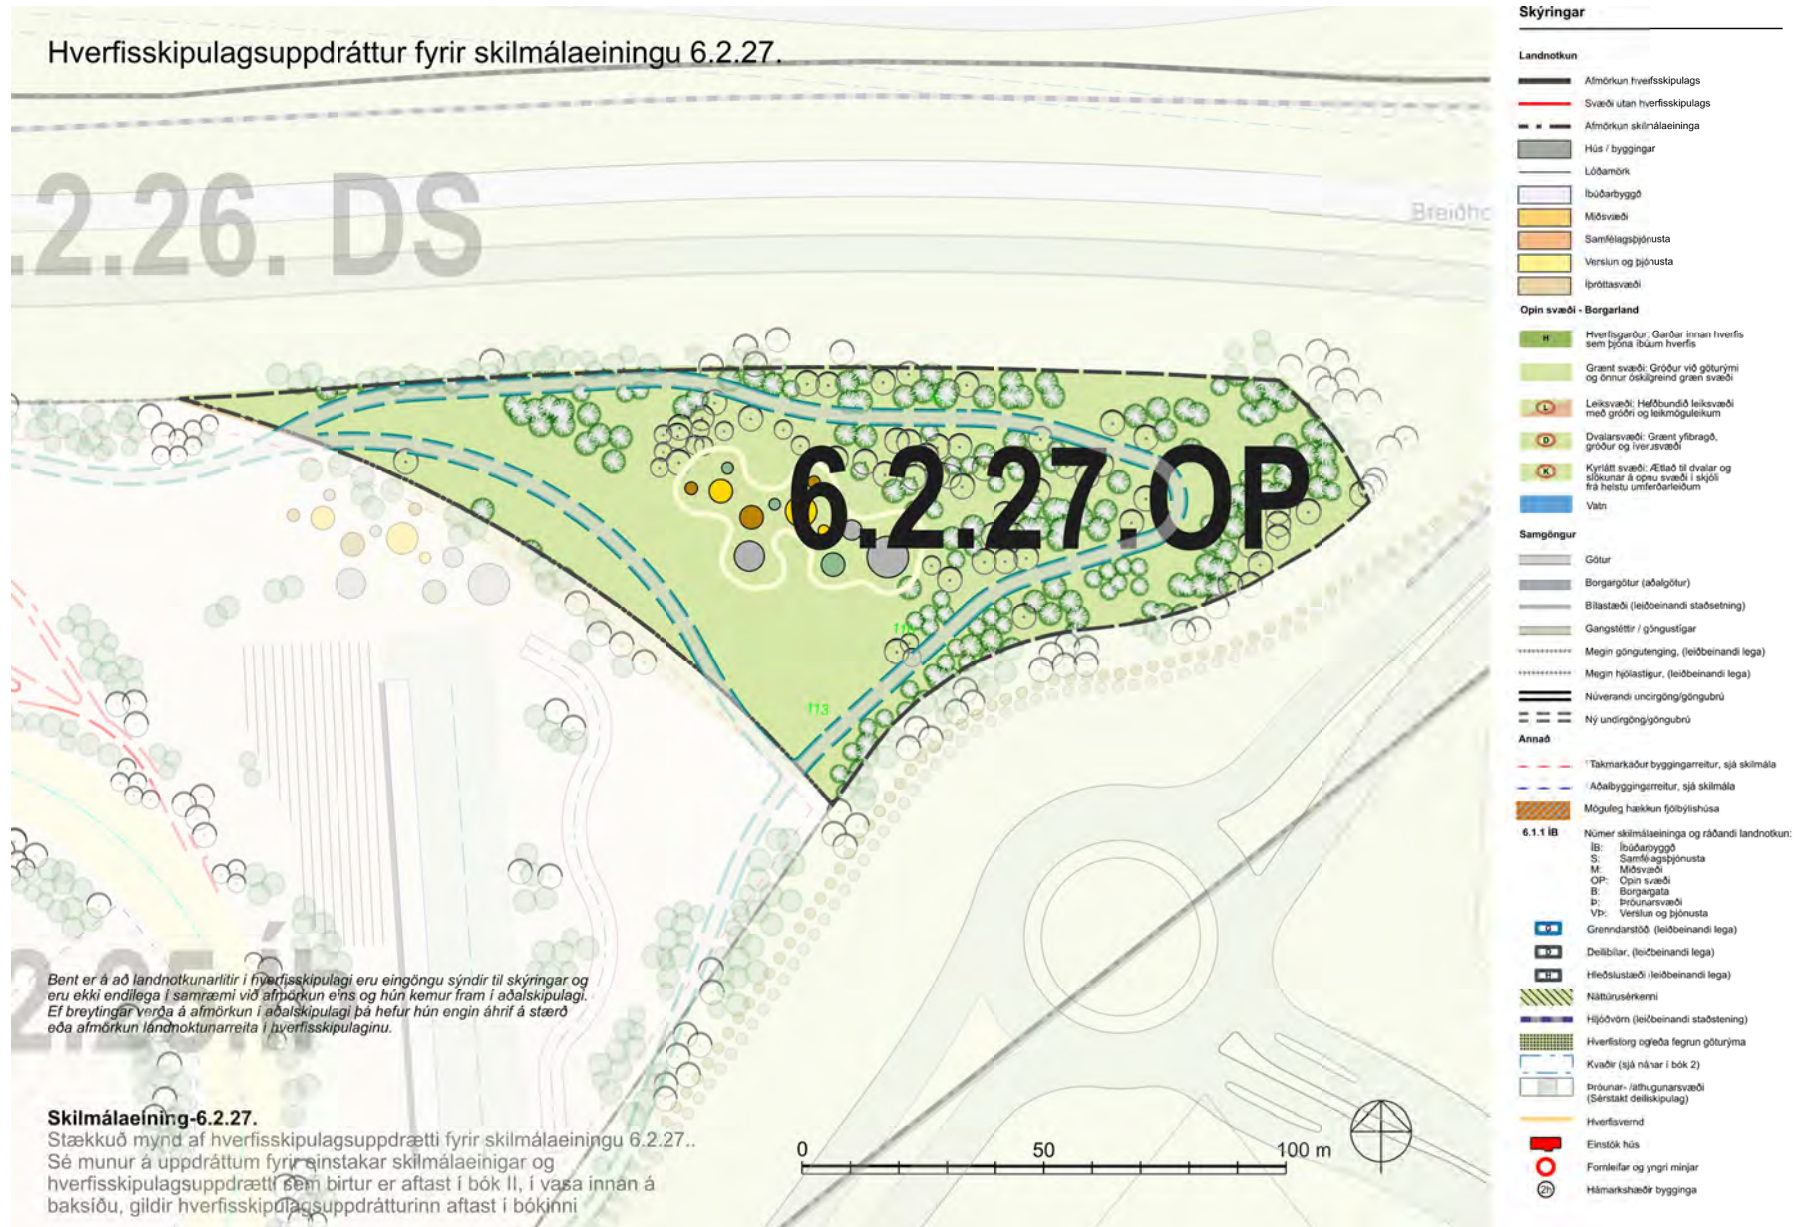 Hverfisskipulagsuppdráttur fyrir skilmálaeiningu 6.2.27.
.2.26. DS
Breiðho
6.2.27.OP
113
Bent er á að landnotkunarlitir í hverfisskipulagi eru eingöngu sýndir til skýringar og
eru ekki endilega í samræmi við afmörkun eins og hún kemur fram í aðalskipulagi.
Ef breytingar verða á afmörkun í aðalskipulagi þá hefur hún engin áhrif á stærð
eða afmörkun landnoktunarreita í hverfisskipulaginu.
Skilmálaeining-6.2.27.
Stækkuð mynd af hverfisskipulagsuppdrætti fyrir skilmálaeiningu 6.2.27..
Sé munur á uppdráttum fyrir einstakar skilmálaeinigar og
hverfisskipulagsuppdrætti sem birtur er aftast í bók II, í vasa innan á
baksíðu, gildir hverfisskipulagsuppdrátturinn aftast í bókinni
0 50 100 m
Skýringar
Landnotkun
Afmörkun hverfisskipulags
Svæði utan hverfisskipulags
Afmörkun skilmálaeininga
Hús / byggingar
Lóðamörk
Íbúðarbyggð
Miðsvæði
Samfélagsþjónusta
Verslun og þjónusta
Íþróttasvæði
Opin svæði - Borgarland
H Hverfisgarður: Garðar innan hverfis
sem þjóna íbúum hverfis
Grænt svæði: Gróður við göturými
og önnur óskilgreind græn svæði
L Leiksvæði: Hefðbundið leiksvæði
með gróðri og leikmöguleikum
D Dvalarsvæði: Grænt yfibragð,
gróður og íverusvæði
K Kyrlátt svæði: Ætlað til dvalar og
slökunar á opnu svæði í skjóli
frá helstu umferðarleiðum
Vatn
Samgöngur
Götur
Borgargötur (aðalgötur)
Bílastæði (leiðbeinandi staðsetning)
Gangstéttir / göngustígar
Megin göngutenging, (leiðbeinandi lega)
Megin hjólastígur, (leiðbeinandi lega)
Núverandi undirgöng/göngubrú
Ný undirgöng/göngubrú
Annað
Takmarkaður byggingarreitur, sjá skilmála
Aðalbyggingarreitur, sjá skilmála
Möguleg hækkun fjölbýlishúsa
6.1.1 ÍB Númer skilmálaeininga og ráðandi landnotkun:
ÍB: Íbúðarbyggð
S: Samfélagsþjónusta
M: Miðsvæði
OP: Opin svæði
B: Borgargata
Þ: Þróunarsvæði
VÞ: Verslun og þjónusta
G Grenndarstöð (leiðbeinandi lega)
D Deilibílar, (leiðbeinandi lega)
H Hleðslustæði (leiðbeinandi lega)
Náttúrusérkenni
Hljóðvörn (leiðbeinandi staðstening)
Hverfistorg og/eða fegrun göturýma
Kvaðir (sjá nánar í bók 2)
Þróunar- /athugunarsvæði
(Sérstakt deiliskipulag)
Hverfisvernd
Einstök hús
Fornleifar og yngri minjar
2h Hámarkshæðir bygginga